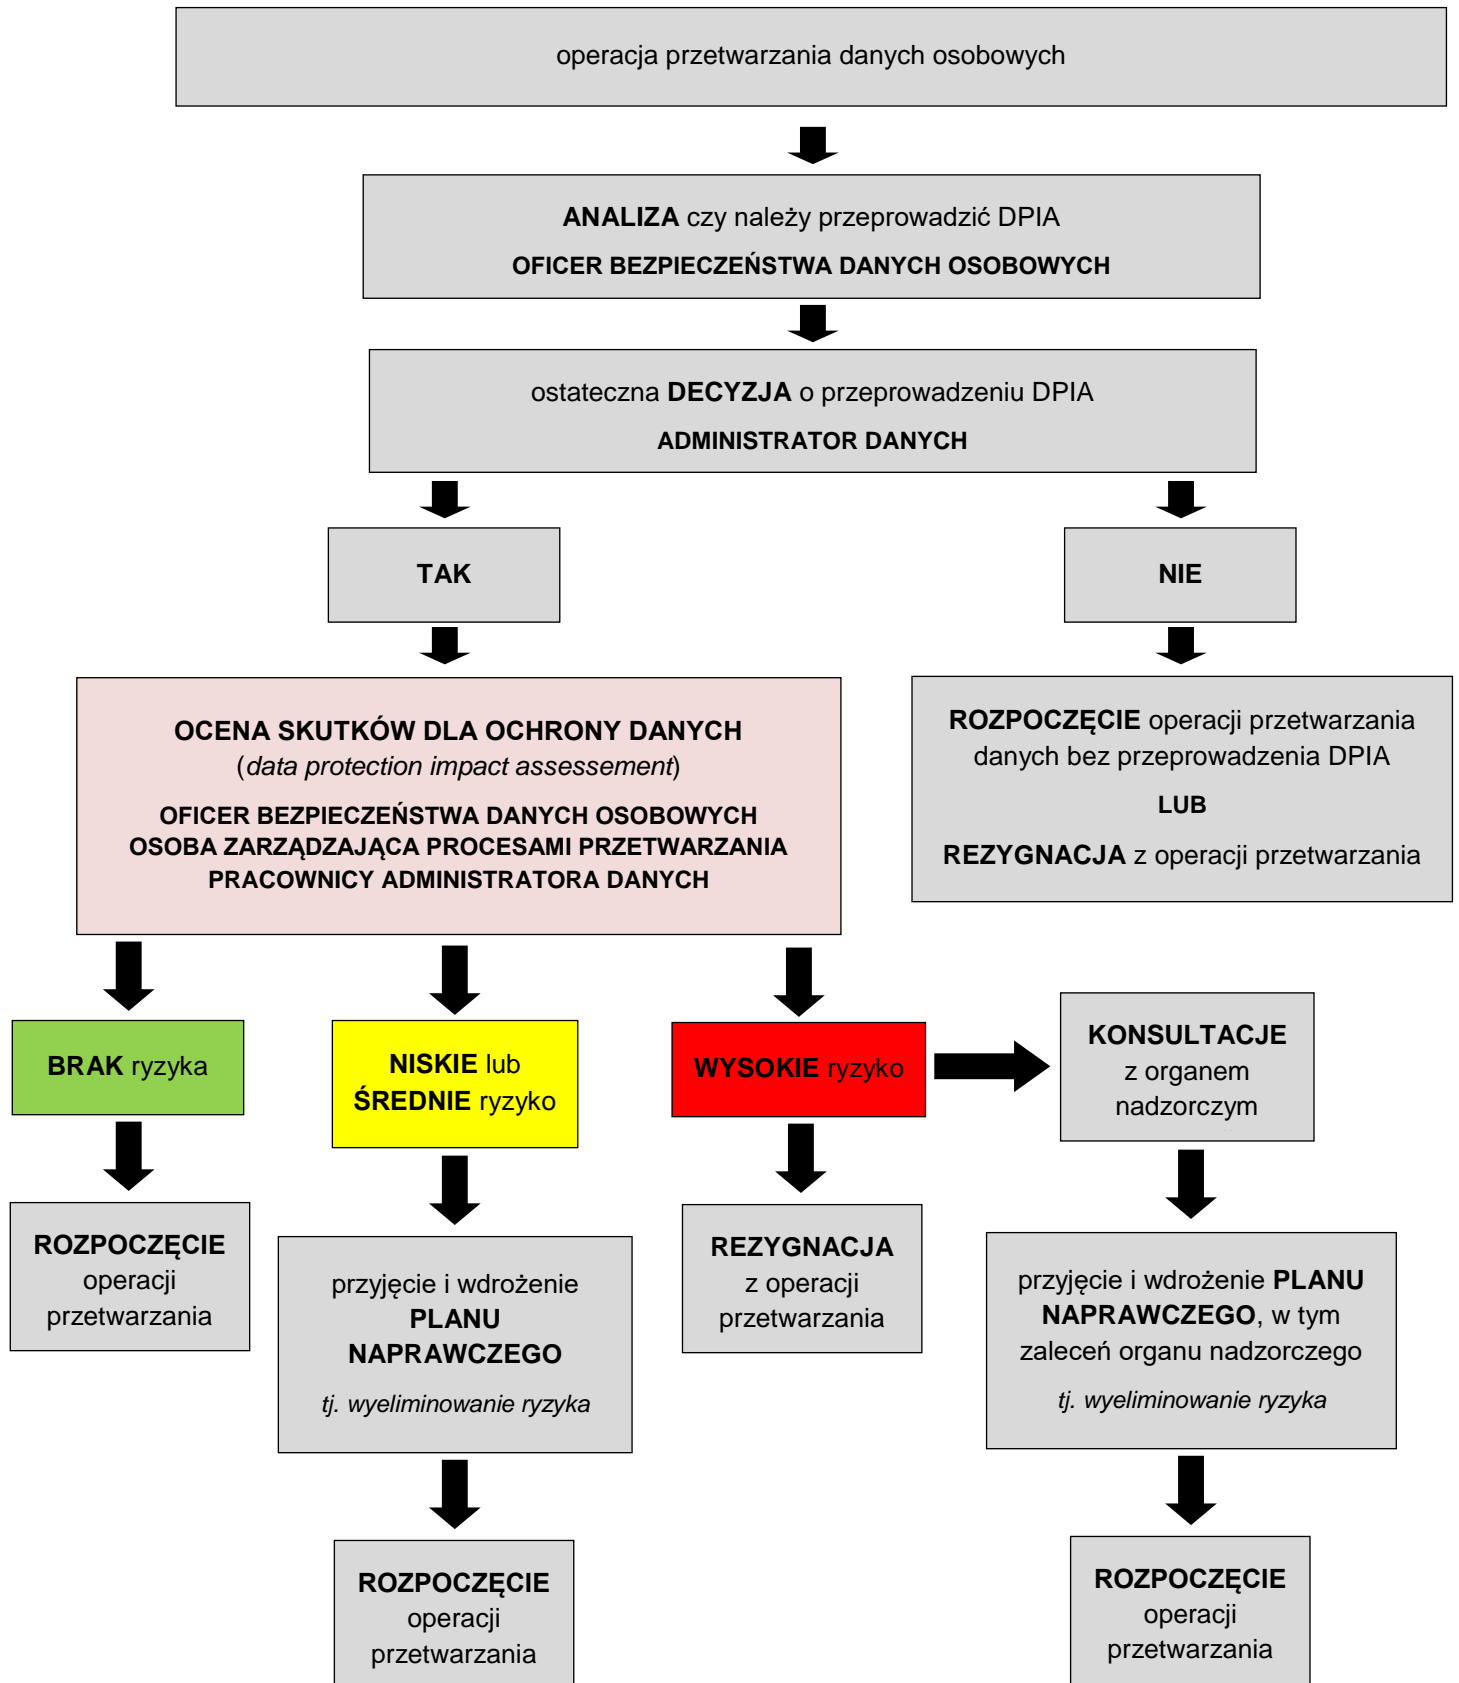 operacja przetwarzania danych osobowych
ANALIZA czy należy przeprowadzić DPIA
OFICER BEZPIECZEŃSTWA DANYCH OSOBOWYCH
ostateczna DECYZJA o przeprowadzeniu DPIA
ADMINISTRATOR DANYCH
TAK
NIE
OCENA SKUTKÓW DLA OCHRONY DANYCH
(data protection impact assessement)
OFICER BEZPIECZEŃSTWA DANYCH OSOBOWYCH
OSOBA ZARZĄDZAJĄCA PROCESAMI PRZETWARZANIA
PRACOWNICY ADMINISTRATORA DANYCH
ROZPOCZĘCIE operacji przetwarzania
danych bez przeprowadzenia DPIA
LUB
REZYGNACJA z operacji przetwarzania
BRAK ryzyka
NISKIE lub
ŚREDNIE ryzyko
WYSOKIE ryzyko
KONSULTACJE
z organem
nadzorczym
ROZPOCZĘCIE
operacji
przetwarzania
przyjęcie i wdrożenie
PLANU
NAPRAWCZEGO
tj. wyeliminowanie ryzyka
REZYGNACJA
z operacji
przetwarzania
przyjęcie i wdrożenie PLANU
NAPRAWCZEGO, w tym
zaleceń organu nadzorczego
tj. wyeliminowanie ryzyka
ROZPOCZĘCIE
operacji
przetwarzania
ROZPOCZĘCIE
operacji
przetwarzania